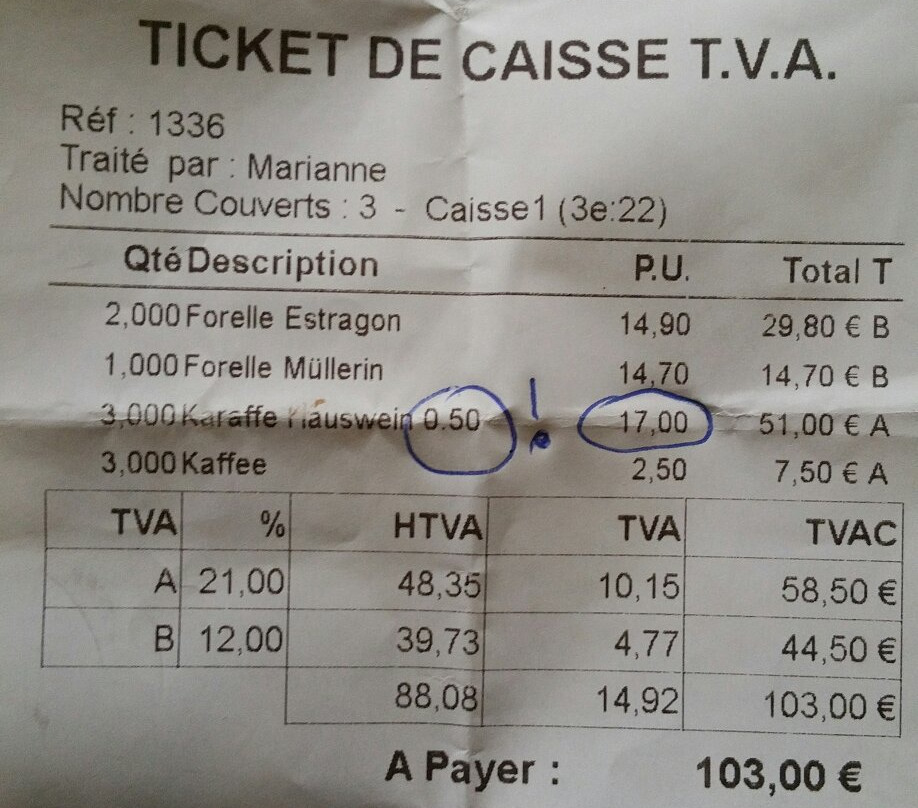 TICKET DE CAISSE T.V.A.
Réf : 1336
Traité par : Marianne
Nombre Couverts : 3 - Caisse1 (3e:22)
Qté Description P.U. Total T
2,000 Forelle Estragon 14,90 29,80 € B
1,000 Forelle Müllerin 14,70 14,70 € B
3,000 Karaffe Hauswein 0.50 ! 17,00 51,00 € A
3,000 Kaffee 2,50 7,50 € A
TVA % HTVA TVA TVAC
A 21,00 48,35 10,15 58,50 €
B 12,00 39,73 4,77 44,50 €
88,08 14,92 103,00 €
A Payer : 103,00 €